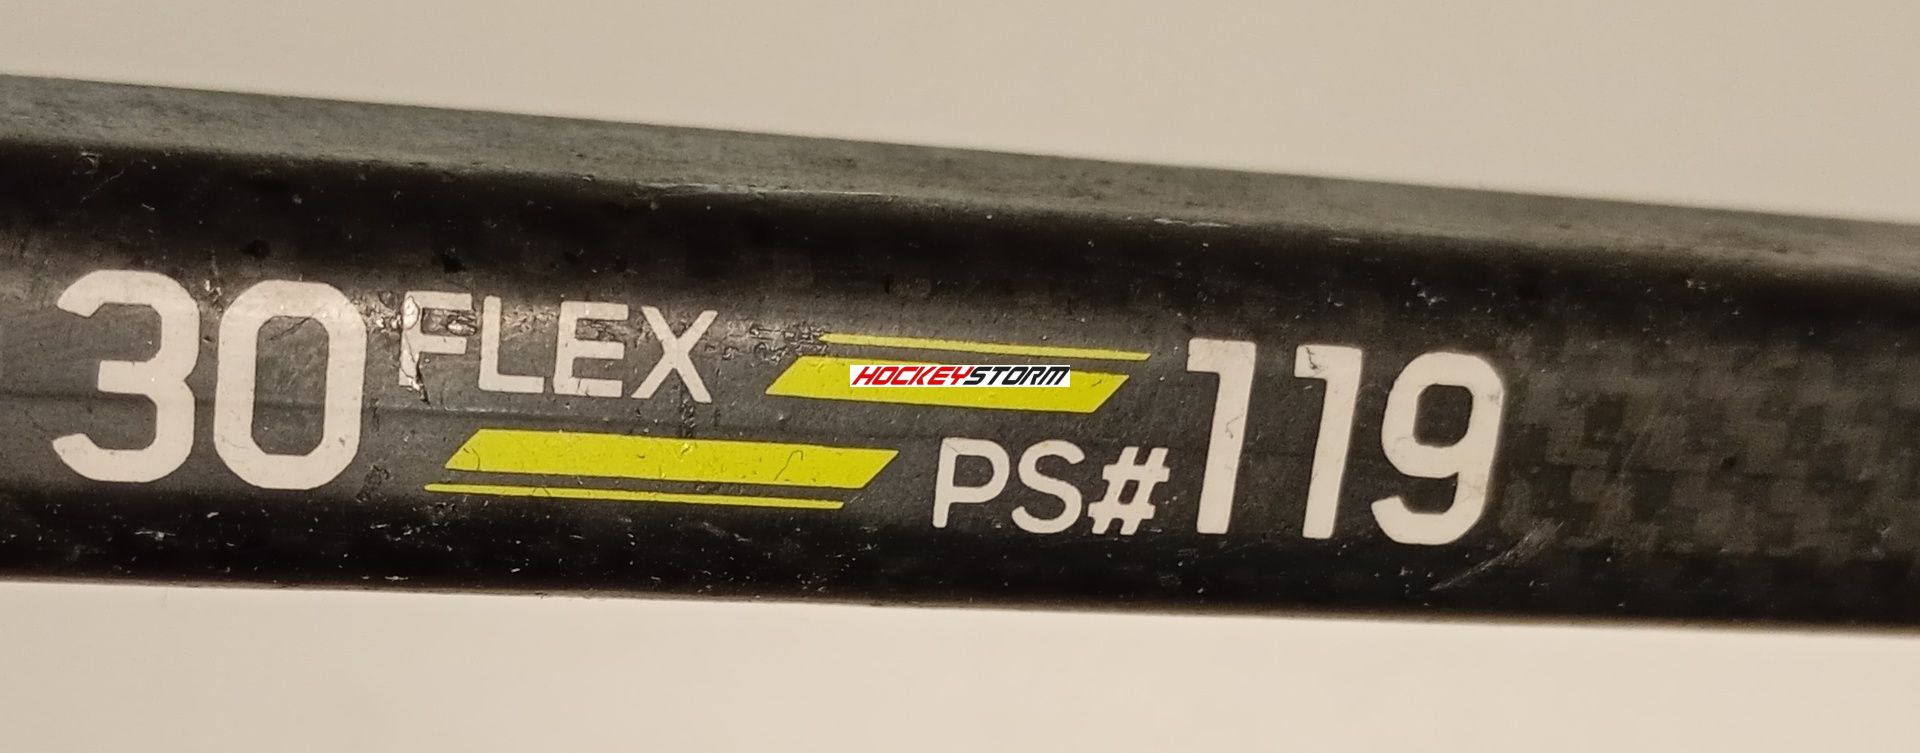 30 FLEX
HOCKEYSTORM
PS# 119